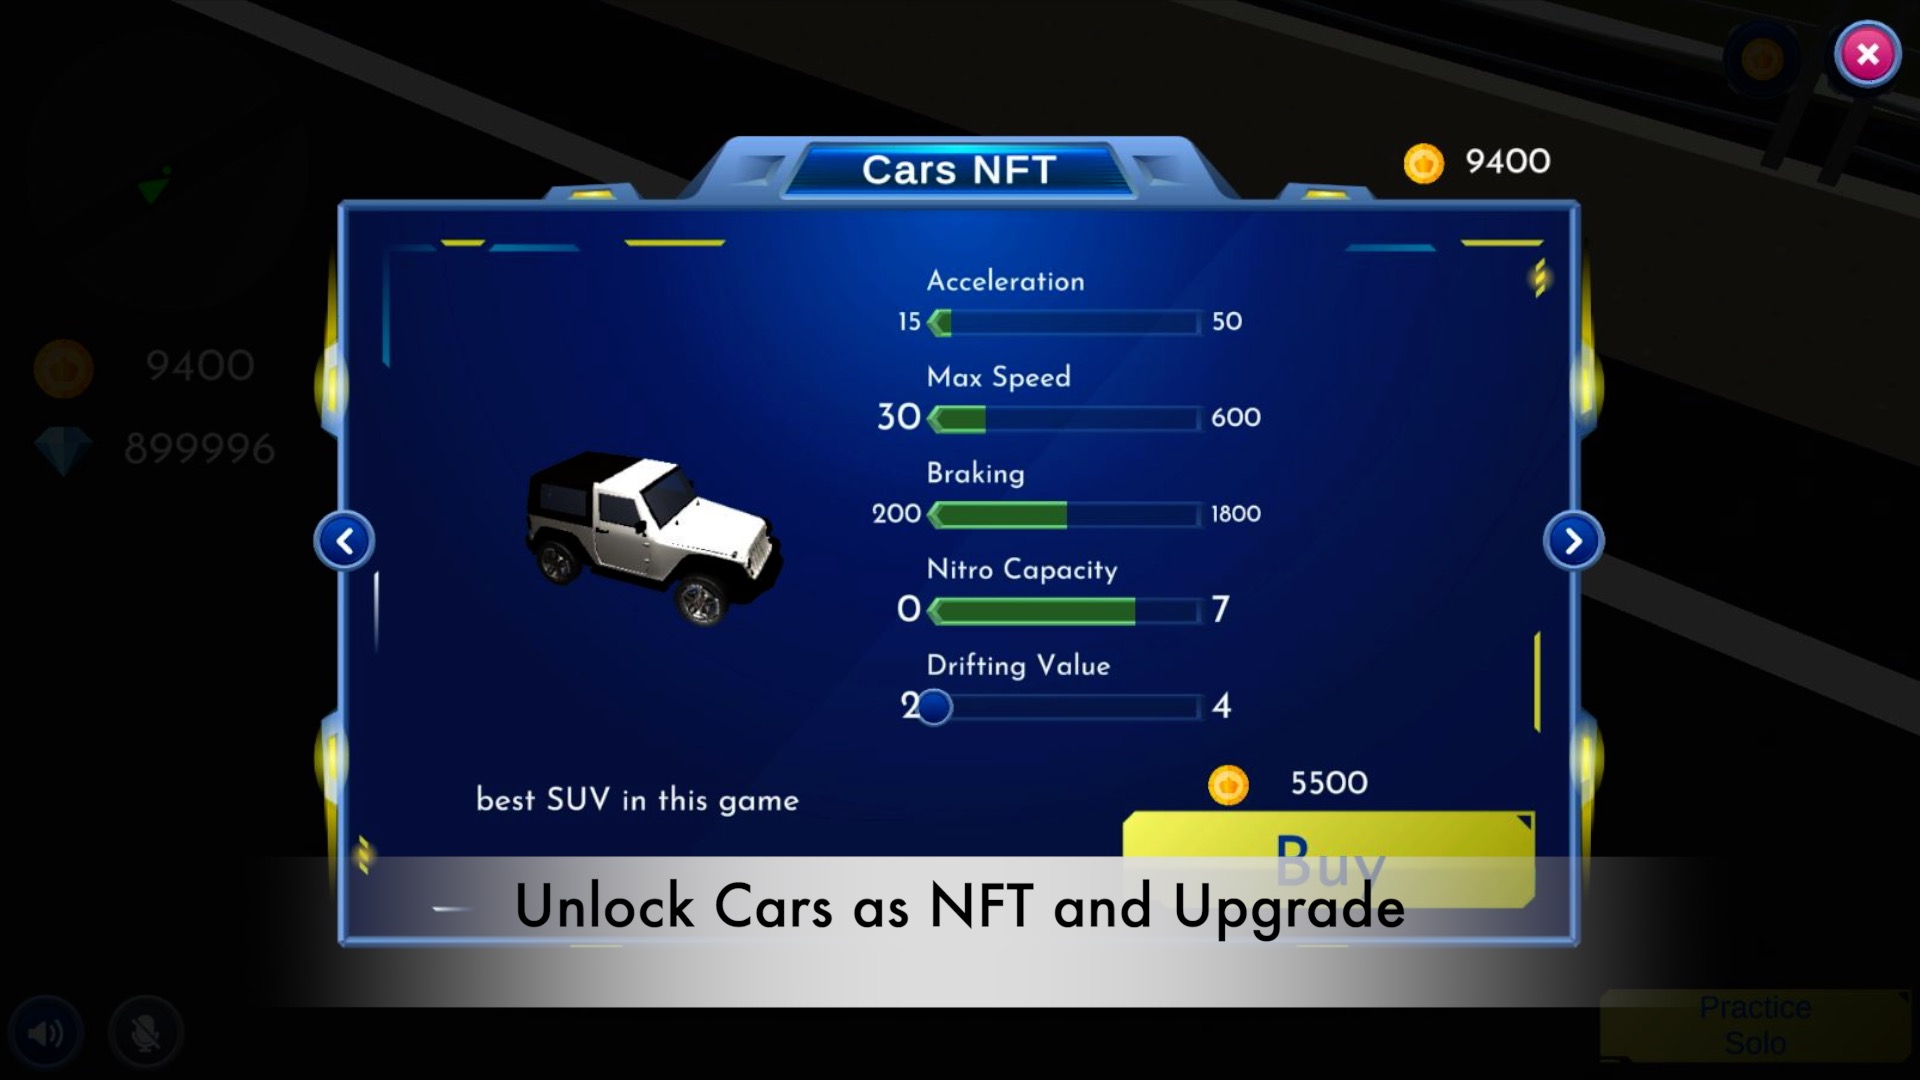 Cars NFT
9400
Acceleration
15 50
Max Speed
30 600
9400
899996
Braking
200 1800
Nitro Capacity
0 7
Drifting Value
2 4
best SUV in this game
5500
Buy
Unlock Cars as NFT and Upgrade
Practice
Solo